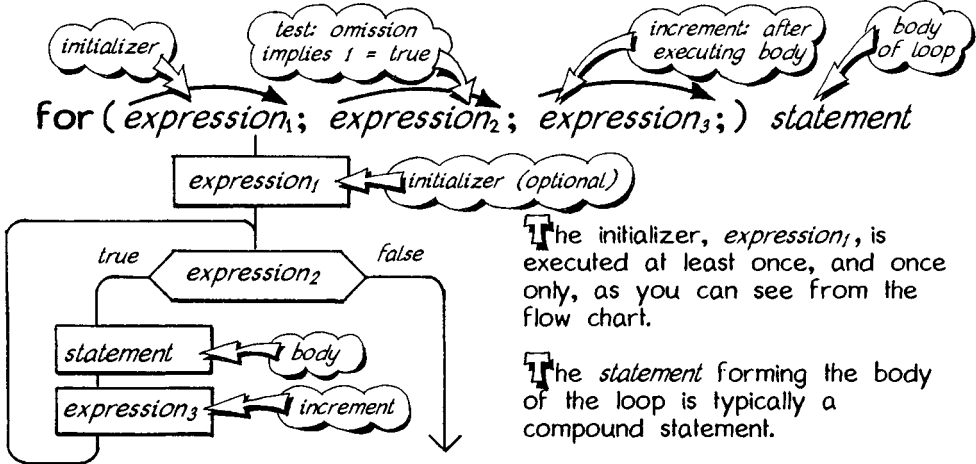 initializer
test: omission
implies 1 = true
increment: after
executing body
body
of loop
for ( expression₁; expression₂; expression₃; ) statement
expression₁
initializer (optional)
true
expression₂
false
statement
body
expression₃
increment
The initializer, expression₁, is
executed at least once, and once
only, as you can see from the
flow chart.
The statement forming the body
of the loop is typically a
compound statement.